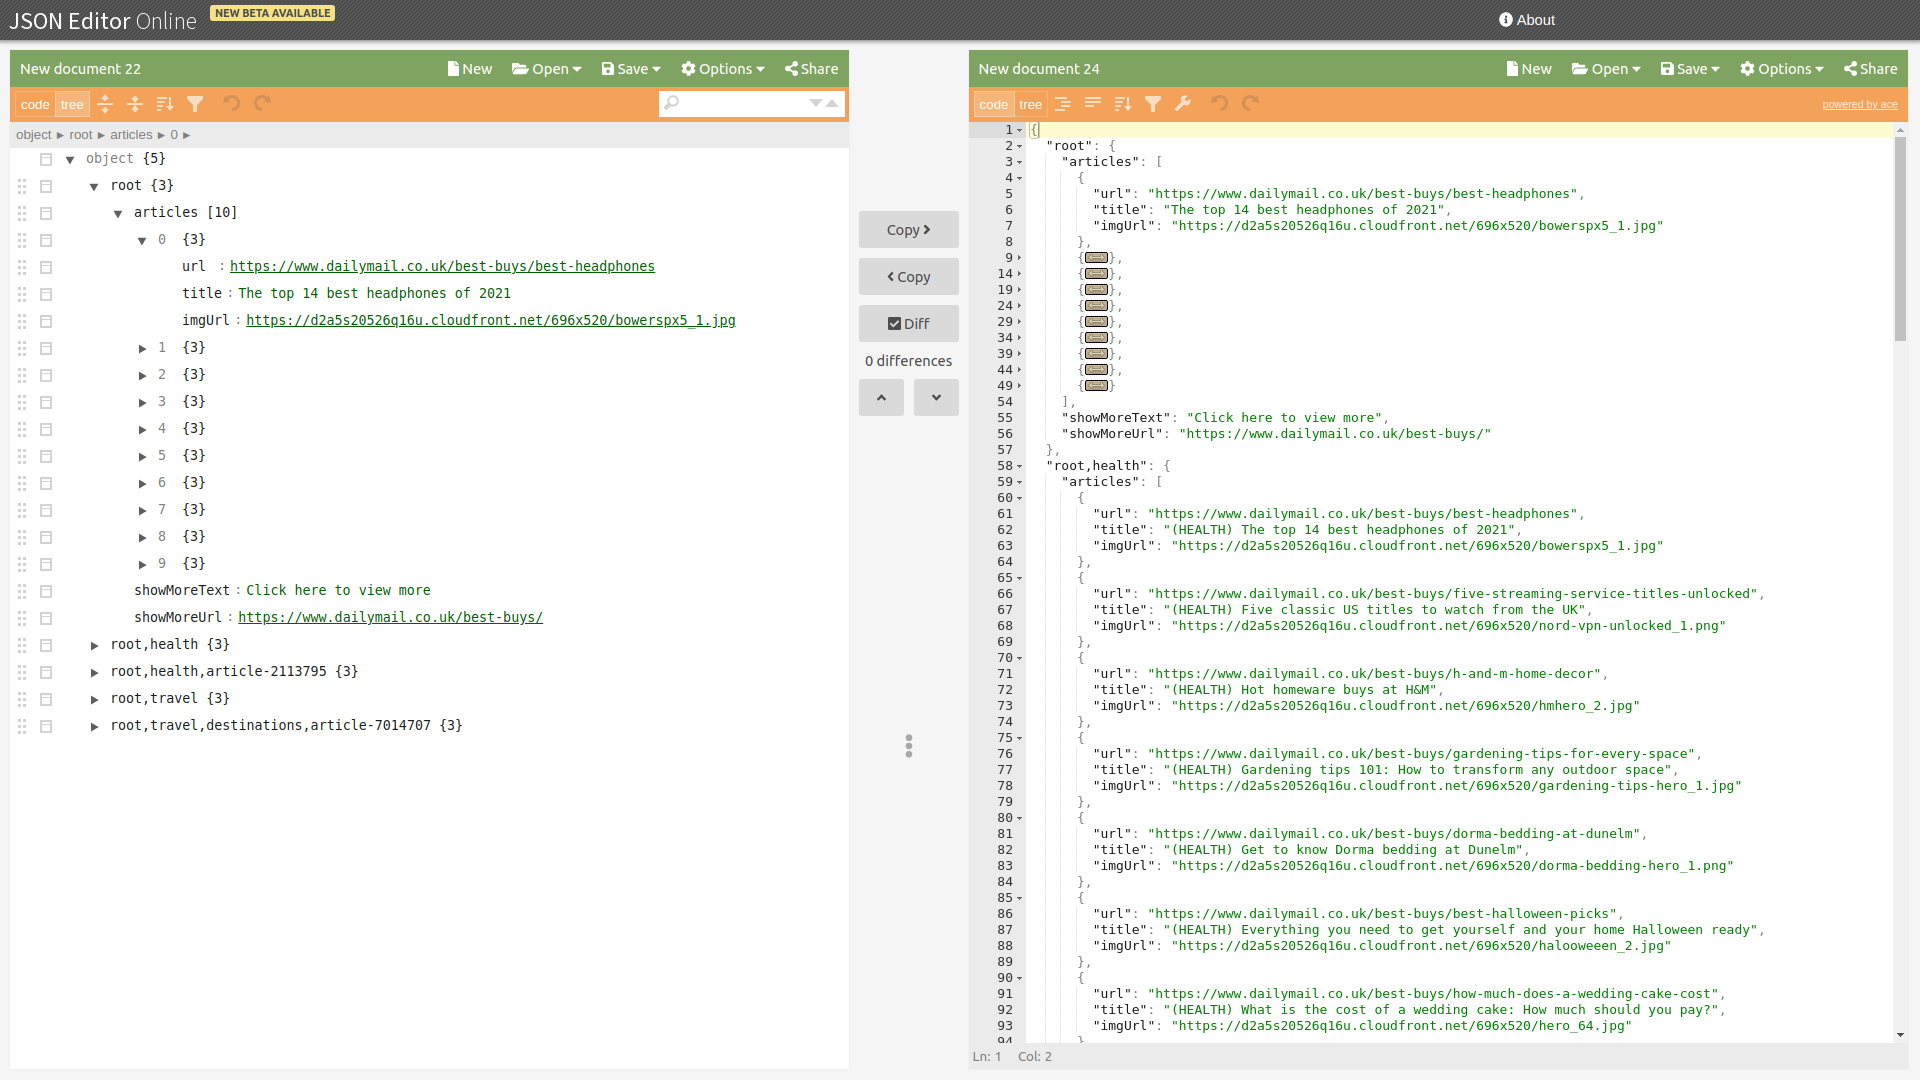 JSON Editor Online NEW BETA AVAILABLE
About
New document 22
New Open Save Options Share
code tree
object ▸ root ▸ articles ▸ 0 ▸
object {5}
root {3}
articles [10]
0 {3}
url : https://www.dailymail.co.uk/best-buys/best-headphones
title : The top 14 best headphones of 2021
imgUrl : https://d2a5s20526q16u.cloudfront.net/696x520/bowerspx5_1.jpg
1 {3}
2 {3}
3 {3}
4 {3}
5 {3}
6 {3}
7 {3}
8 {3}
9 {3}
showMoreText : Click here to view more
showMoreUrl : https://www.dailymail.co.uk/best-buys/
root,health {3}
root,health,article-2113795 {3}
root,travel {3}
root,travel,destinations,article-7014707 {3}
Copy
Copy
Diff
0 differences
New document 24
New Open Save Options Share
code tree
powered by ace
1 {
2 "root": {
3 "articles": [
4 {
5 "url": "https://www.dailymail.co.uk/best-buys/best-headphones",
6 "title": "The top 14 best headphones of 2021",
7 "imgUrl": "https://d2a5s20526q16u.cloudfront.net/696x520/bowerspx5_1.jpg"
8 },
9 {},
14 {},
19 {},
24 {},
29 {},
34 {},
39 {},
44 {},
49 {}
54 ],
55 "showMoreText": "Click here to view more",
56 "showMoreUrl": "https://www.dailymail.co.uk/best-buys/"
57 },
58 "root,health": {
59 "articles": [
60 {
61 "url": "https://www.dailymail.co.uk/best-buys/best-headphones",
62 "title": "(HEALTH) The top 14 best headphones of 2021",
63 "imgUrl": "https://d2a5s20526q16u.cloudfront.net/696x520/bowerspx5_1.jpg"
64 },
65 {
66 "url": "https://www.dailymail.co.uk/best-buys/five-streaming-service-titles-unlocked",
67 "title": "(HEALTH) Five classic US titles to watch from the UK",
68 "imgUrl": "https://d2a5s20526q16u.cloudfront.net/696x520/nord-vpn-unlocked_1.png"
69 },
70 {
71 "url": "https://www.dailymail.co.uk/best-buys/h-and-m-home-decor",
72 "title": "(HEALTH) Hot homeware buys at H&M",
73 "imgUrl": "https://d2a5s20526q16u.cloudfront.net/696x520/hmhero_2.jpg"
74 },
75 {
76 "url": "https://www.dailymail.co.uk/best-buys/gardening-tips-for-every-space",
77 "title": "(HEALTH) Gardening tips 101: How to transform any outdoor space",
78 "imgUrl": "https://d2a5s20526q16u.cloudfront.net/696x520/gardening-tips-hero_1.jpg"
79 },
80 {
81 "url": "https://www.dailymail.co.uk/best-buys/dorma-bedding-at-dunelm",
82 "title": "(HEALTH) Get to know Dorma bedding at Dunelm",
83 "imgUrl": "https://d2a5s20526q16u.cloudfront.net/696x520/dorma-bedding-hero_1.png"
84 },
85 {
86 "url": "https://www.dailymail.co.uk/best-buys/best-halloween-picks",
87 "title": "(HEALTH) Everything you need to get yourself and your home Halloween ready",
88 "imgUrl": "https://d2a5s20526q16u.cloudfront.net/696x520/halooweeen_2.jpg"
89 },
90 {
91 "url": "https://www.dailymail.co.uk/best-buys/how-much-does-a-wedding-cake-cost",
92 "title": "(HEALTH) What is the cost of a wedding cake: How much should you pay?",
93 "imgUrl": "https://d2a5s20526q16u.cloudfront.net/696x520/hero_64.jpg"
94 }
Ln: 1 Col: 2